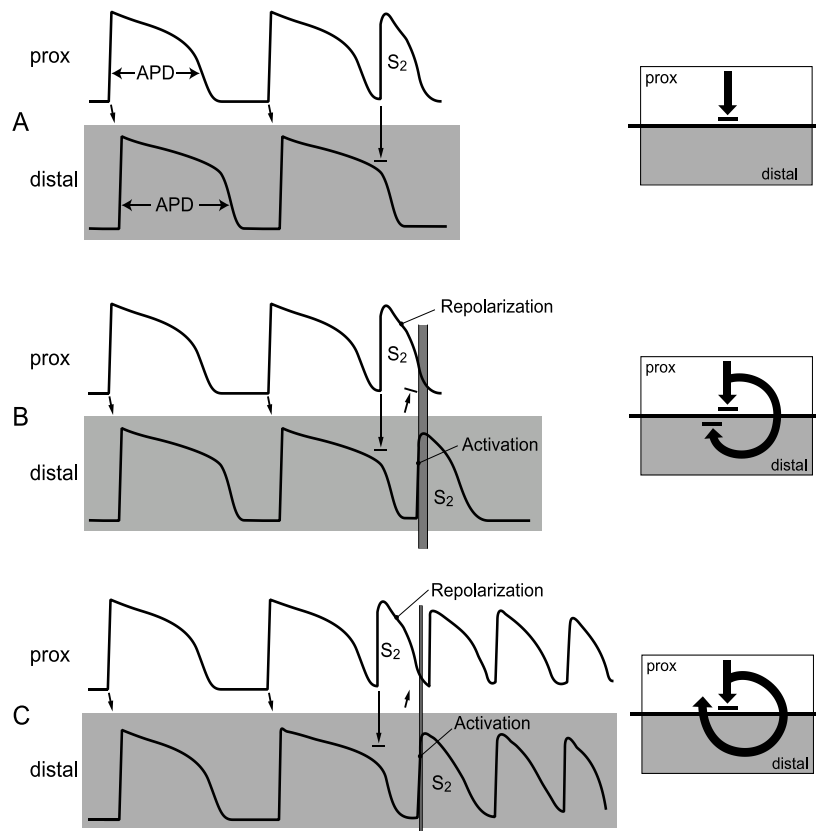 prox
APD
S2
A
distal
APD
prox
distal
Repolarization
prox
S2
B
Activation
distal
S2
prox
distal
Repolarization
prox
S2
C
Activation
distal
S2
prox
distal